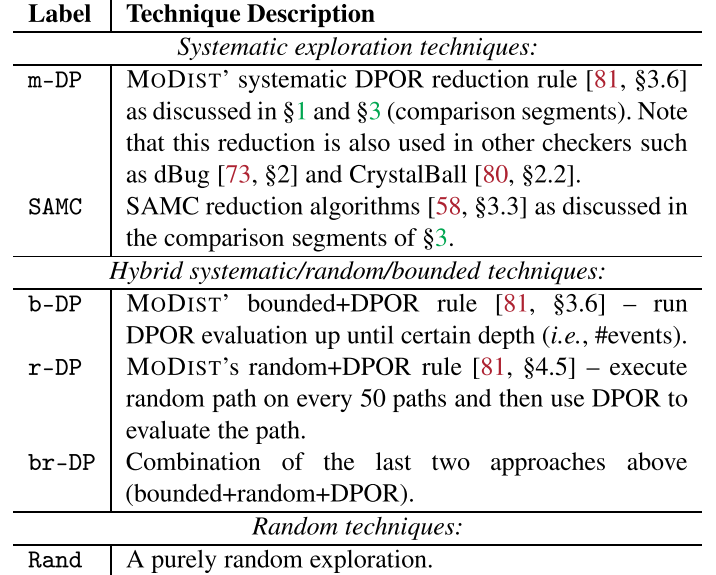 Label Technique Description
Systematic exploration techniques:
m-DP MODIST' systematic DPOR reduction rule [81, §3.6]
as discussed in §1 and §3 (comparison segments). Note
that this reduction is also used in other checkers such
as dBug [73, §2] and CrystalBall [80, §2.2].
SAMC SAMC reduction algorithms [58, §3.3] as discussed in
the comparison segments of §3.
Hybrid systematic/random/bounded techniques:
b-DP MODIST' bounded+DPOR rule [81, §3.6] – run
DPOR evaluation up until certain depth (i.e., #events).
r-DP MODIST's random+DPOR rule [81, §4.5] – execute
random path on every 50 paths and then use DPOR to
evaluate the path.
br-DP Combination of the last two approaches above
(bounded+random+DPOR).
Random techniques:
Rand A purely random exploration.